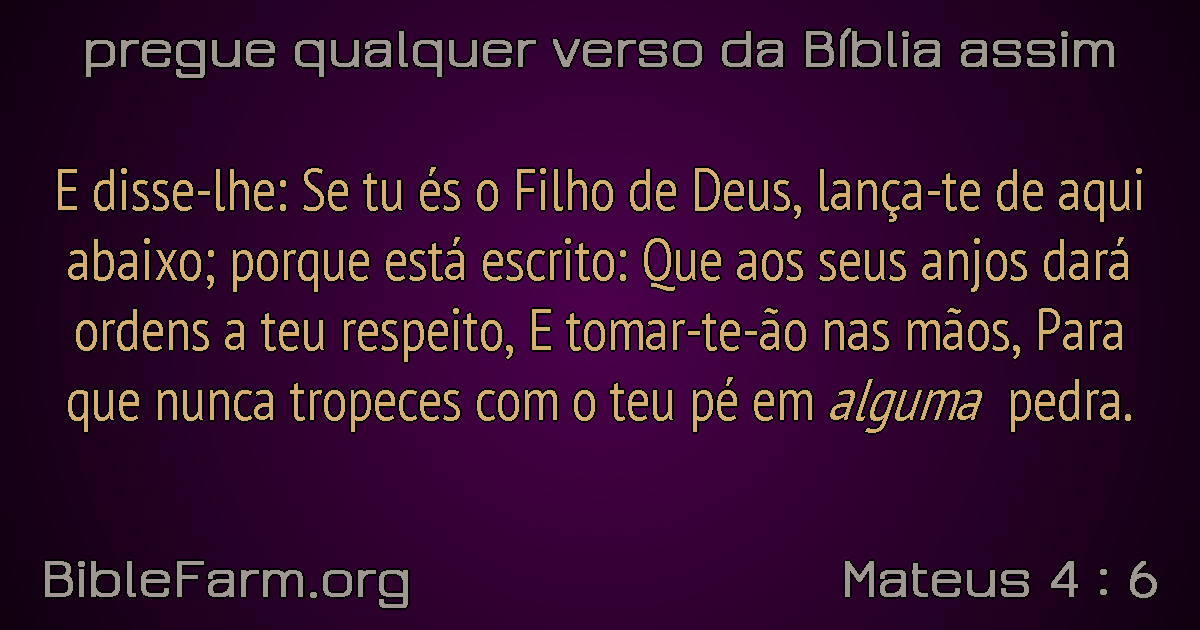 pregue qualquer verso da Bíblia assim
E disse-lhe: Se tu és o Filho de Deus, lança-te de aqui
abaixo; porque está escrito: Que aos seus anjos dará
ordens a teu respeito, E tomar-te-ão nas mãos, Para
que nunca tropeces com o teu pé em alguma pedra.
BibleFarm.org
Mateus 4 : 6